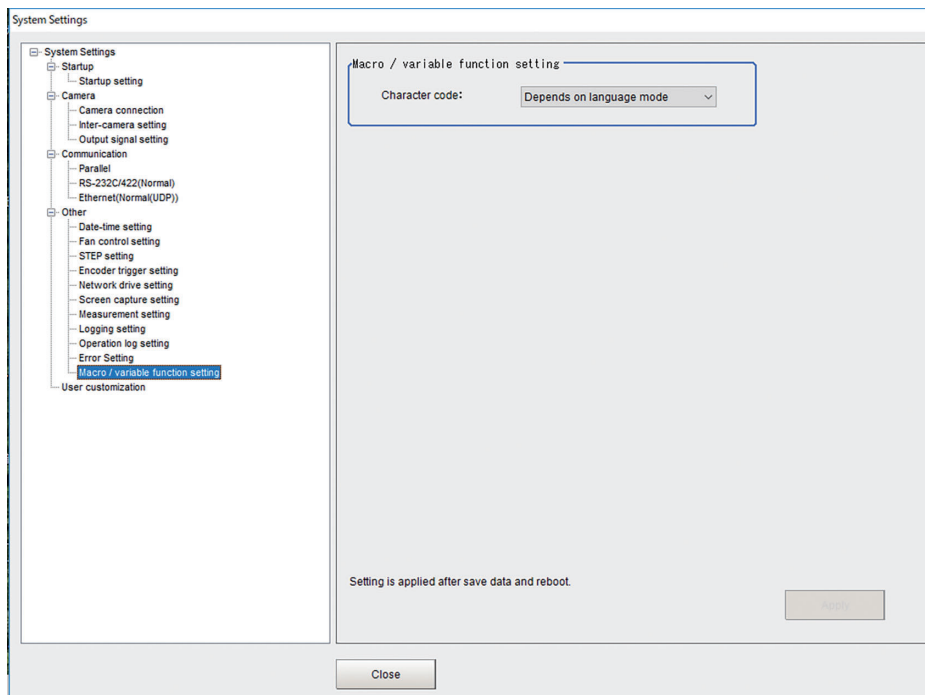 System Settings
System Settings
Startup
Startup setting
Camera
Camera connection
Inter-camera setting
Output signal setting
Communication
Parallel
RS-232C/422(Normal)
Ethernet(Normal(UDP))
Other
Date-time setting
Fan control setting
STEP setting
Encoder trigger setting
Network drive setting
Screen capture setting
Measurement setting
Logging setting
Operation log setting
Error Setting
Macro / variable function setting
User customization
Macro / variable function setting
Character code: Depends on language mode
Setting is applied after save data and reboot.
Apply
Close